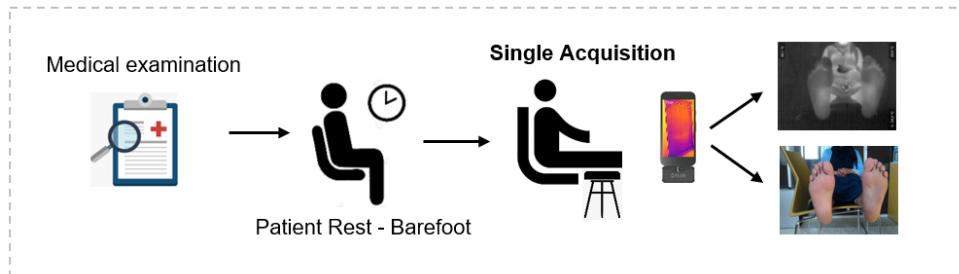 Medical examination
Single Acquisition
Patient Rest - Barefoot